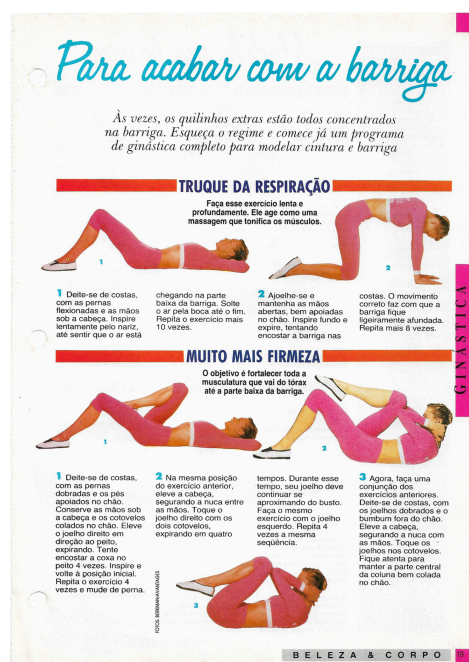 Para acabar com a barriga
Às vezes, os quilinhos extras estão todos concentrados
na barriga. Esqueça o regime e comece já um programa
de ginástica completo para modelar cintura e barriga
TRUQUE DA RESPIRAÇÃO
Faça esse exercício lenta e
profundamente. Ele age como uma
massagem que tonifica os músculos.
1
2
1 Deite-se de costas,
com as pernas
flexionadas e as mãos
sob a cabeça. Inspire
lentamente pelo nariz,
até sentir que o ar está
chegando na parte
baixa da barriga. Solte
o ar pela boca até o fim.
Repita o exercício mais
10 vezes.
2 Ajoelhe-se e
mantenha as mãos
abertas, bem apoiadas
no chão. Inspire fundo e
expire, tentando
encostar a barriga nas
costas. O movimento
correto faz com que a
barriga fique
ligeiramente afundada.
Repita mais 8 vezes.
GINÁSTICA
MUITO MAIS FIRMEZA
O objetivo é fortalecer toda a
musculatura que vai do tórax
até a parte baixa da barriga.
1
2
1 Deite-se de costas,
com as pernas
dobradas e os pés
apoiados no chão.
Conserve as mãos sob
a cabeça e os cotovelos
colados no chão. Eleve
o joelho direito em
direção ao peito,
expirando. Tente
encostar a coxa no
peito 4 vezes. Inspire e
volte à posição inicial.
Repita o exercício 4
vezes e mude de perna.
2 Na mesma posição
do exercício anterior,
eleve a cabeça,
segurando a nuca entre
as mãos. Toque o
joelho direito com os
dois cotovelos,
expirando em quatro
tempos. Durante esse
tempo, seu joelho deve
continuar se
aproximando do busto.
Faça o mesmo
exercício com o joelho
esquerdo. Repita 4
vezes a mesma
seqüência.
3 Agora, faça uma
conjunção dos
exercícios anteriores.
Deite-se de costas, com
os joelhos dobrados e o
bumbum fora do chão.
Eleve a cabeça,
segurando a nuca com
as mãos. Toque os
joelhos nos cotovelos.
Fique atenta para
manter a parte central
da coluna bem colada
no chão.
3
BELEZA & CORPO